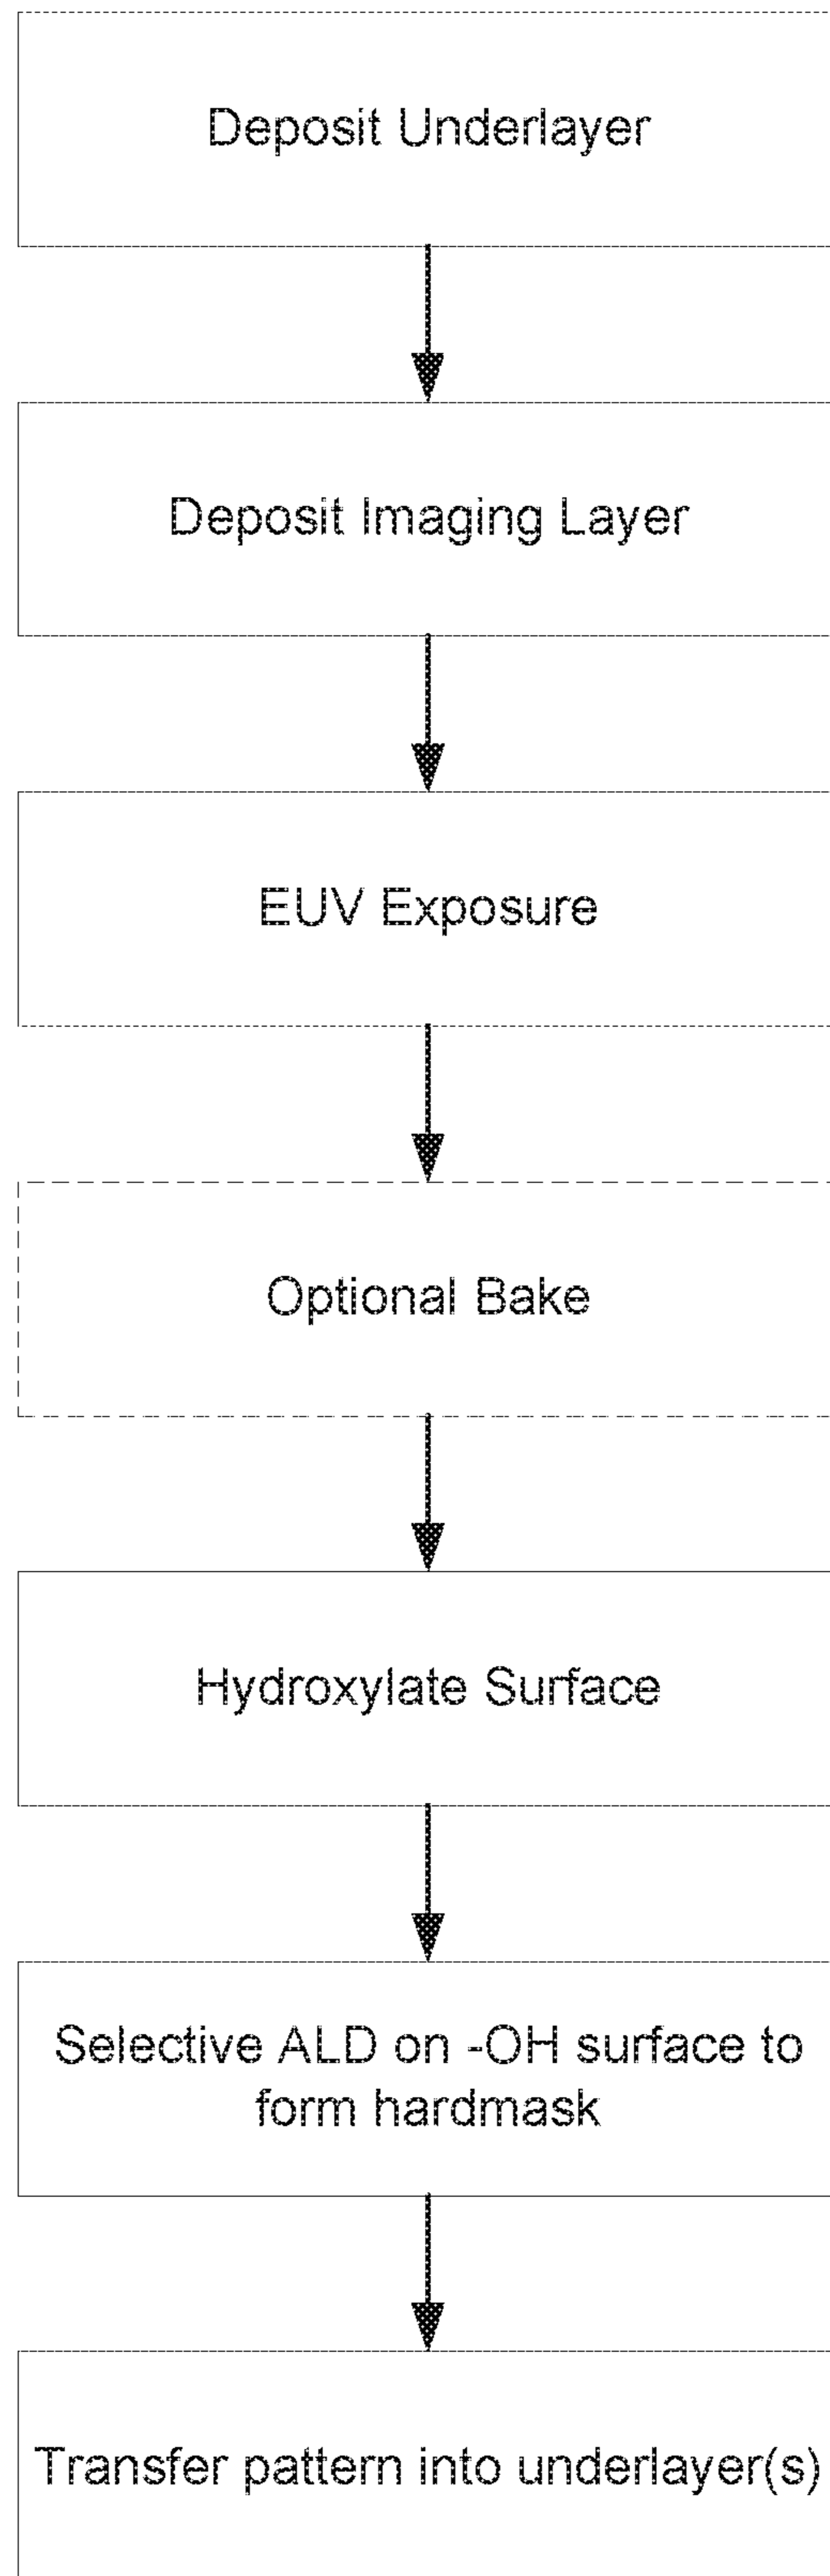 Deposit Underlayer
Deposit Imaging Layer
EUV Exposure
Optional Bake
Hydroxylate Surface
Selective ALD on -OH surface to
form hardmask
Transfer pattern into underlayer(s)